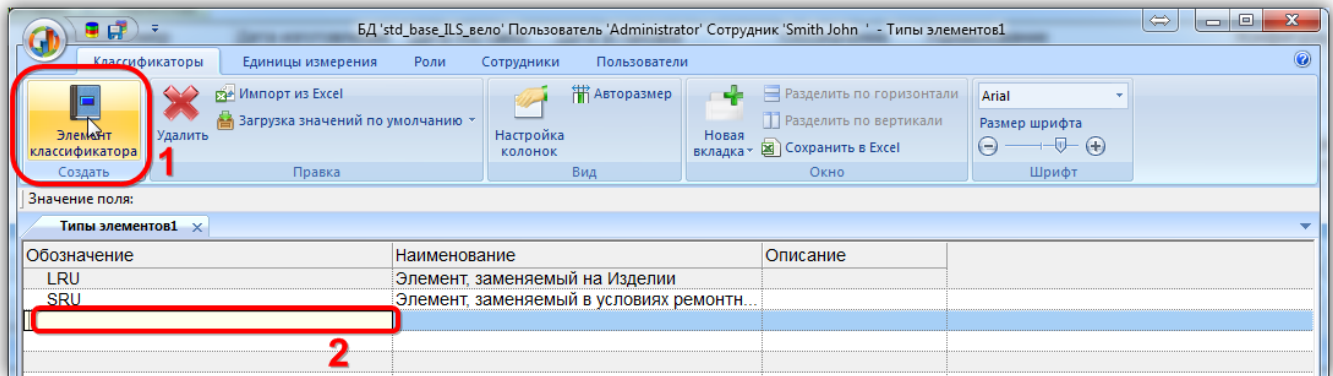 БД 'std_base_ILS_вело' Пользователь 'Administrator' Сотрудник 'Smith John ' - Типы элементов1
Классификаторы Единицы измерения Роли Сотрудники Пользователи
Элемент классификатора
Создать
1
Удалить
Импорт из Excel
Загрузка значений по умолчанию
Правка
Настройка колонок
Авторазмер
Вид
Новая вкладка
Разделить по горизонтали
Разделить по вертикали
Сохранить в Excel
Окно
Arial
Размер шрифта
Шрифт
Значение поля:
Типы элементов1
Обозначение Наименование Описание
LRU Элемент, заменяемый на Изделии
SRU Элемент, заменяемый в условиях ремонтн...
2